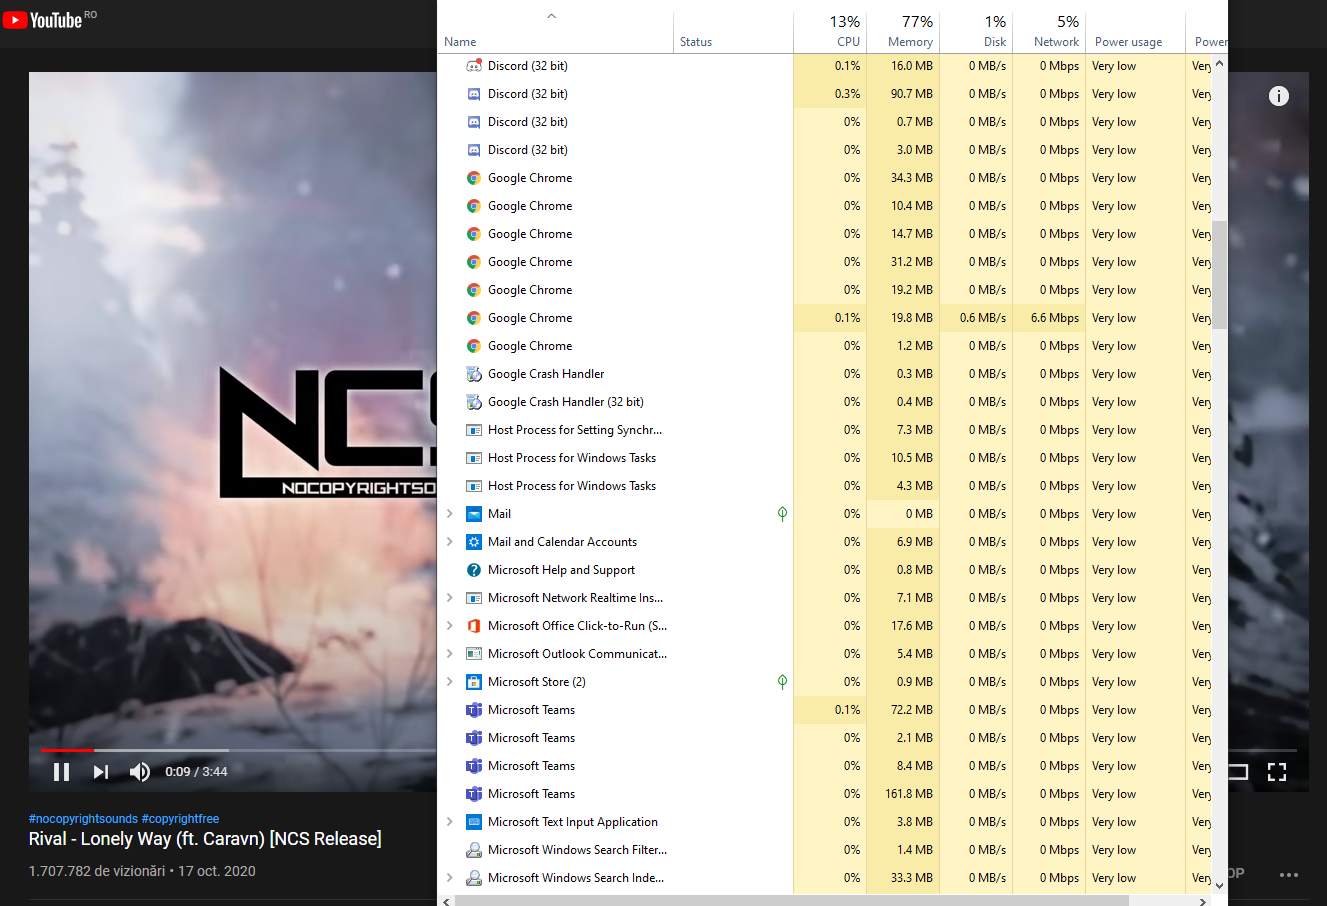 YouTube RO
13% 77% 1% 5%
Name Status CPU Memory Disk Network Power usage Power
Discord (32 bit) 0.1% 16.0 MB 0 MB/s 0 Mbps Very low Very
Discord (32 bit) 0.3% 90.7 MB 0 MB/s 0 Mbps Very low Very
Discord (32 bit) 0% 0.7 MB 0 MB/s 0 Mbps Very low Very
Discord (32 bit) 0% 3.0 MB 0 MB/s 0 Mbps Very low Very
Google Chrome 0% 34.3 MB 0 MB/s 0 Mbps Very low Very
Google Chrome 0% 10.4 MB 0 MB/s 0 Mbps Very low Very
Google Chrome 0% 14.7 MB 0 MB/s 0 Mbps Very low Very
Google Chrome 0% 31.2 MB 0 MB/s 0 Mbps Very low Very
Google Chrome 0% 19.2 MB 0 MB/s 0 Mbps Very low Very
Google Chrome 0.1% 19.8 MB 0.6 MB/s 6.6 Mbps Very low Very
Google Chrome 0% 1.2 MB 0 MB/s 0 Mbps Very low Very
Google Crash Handler 0% 0.3 MB 0 MB/s 0 Mbps Very low Very
Google Crash Handler (32 bit) 0% 0.4 MB 0 MB/s 0 Mbps Very low Very
Host Process for Setting Synchr... 0% 7.3 MB 0 MB/s 0 Mbps Very low Very
Host Process for Windows Tasks 0% 10.5 MB 0 MB/s 0 Mbps Very low Very
Host Process for Windows Tasks 0% 4.3 MB 0 MB/s 0 Mbps Very low Very
Mail 0% 0 MB 0 MB/s 0 Mbps Very low Very
Mail and Calendar Accounts 0% 6.9 MB 0 MB/s 0 Mbps Very low Very
Microsoft Help and Support 0% 0.8 MB 0 MB/s 0 Mbps Very low Very
Microsoft Network Realtime Ins... 0% 7.1 MB 0 MB/s 0 Mbps Very low Very
Microsoft Office Click-to-Run (S... 0% 17.6 MB 0 MB/s 0 Mbps Very low Very
Microsoft Outlook Communicat... 0% 5.4 MB 0 MB/s 0 Mbps Very low Very
Microsoft Store (2) 0% 0.9 MB 0 MB/s 0 Mbps Very low Very
Microsoft Teams 0.1% 72.2 MB 0 MB/s 0 Mbps Very low Very
Microsoft Teams 0% 2.1 MB 0 MB/s 0 Mbps Very low Very
Microsoft Teams 0% 8.4 MB 0 MB/s 0 Mbps Very low Very
Microsoft Teams 0% 161.8 MB 0 MB/s 0 Mbps Very low Very
Microsoft Text Input Application 0% 3.8 MB 0 MB/s 0 Mbps Very low Very
Microsoft Windows Search Filter... 0% 1.4 MB 0 MB/s 0 Mbps Very low Very
Microsoft Windows Search Inde... 0% 33.3 MB 0 MB/s 0 Mbps Very low Very
NCS
NOCOPYRIGHTSO
0:09 / 3:44
#nocopyrightsounds #copyrightfree
Rival - Lonely Way (ft. Caravn) [NCS Release]
1.707.782 de vizionări • 17 oct. 2020
OP